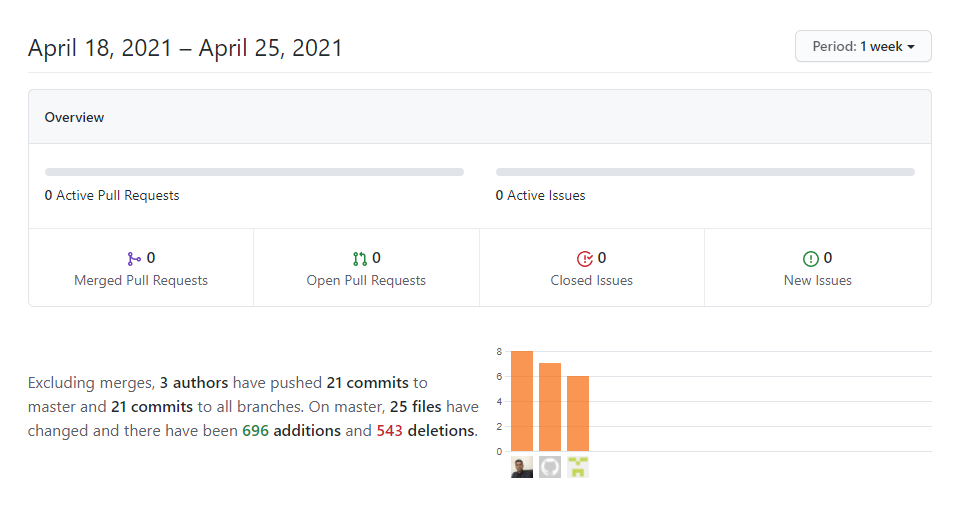 April 18, 2021 – April 25, 2021
Period: 1 week
Overview
0 Active Pull Requests
0 Active Issues
0
Merged Pull Requests
0
Open Pull Requests
0
Closed Issues
0
New Issues
Excluding merges, 3 authors have pushed 21 commits to
master and 21 commits to all branches. On master, 25 files have
changed and there have been 696 additions and 543 deletions.
8
6
4
2
0